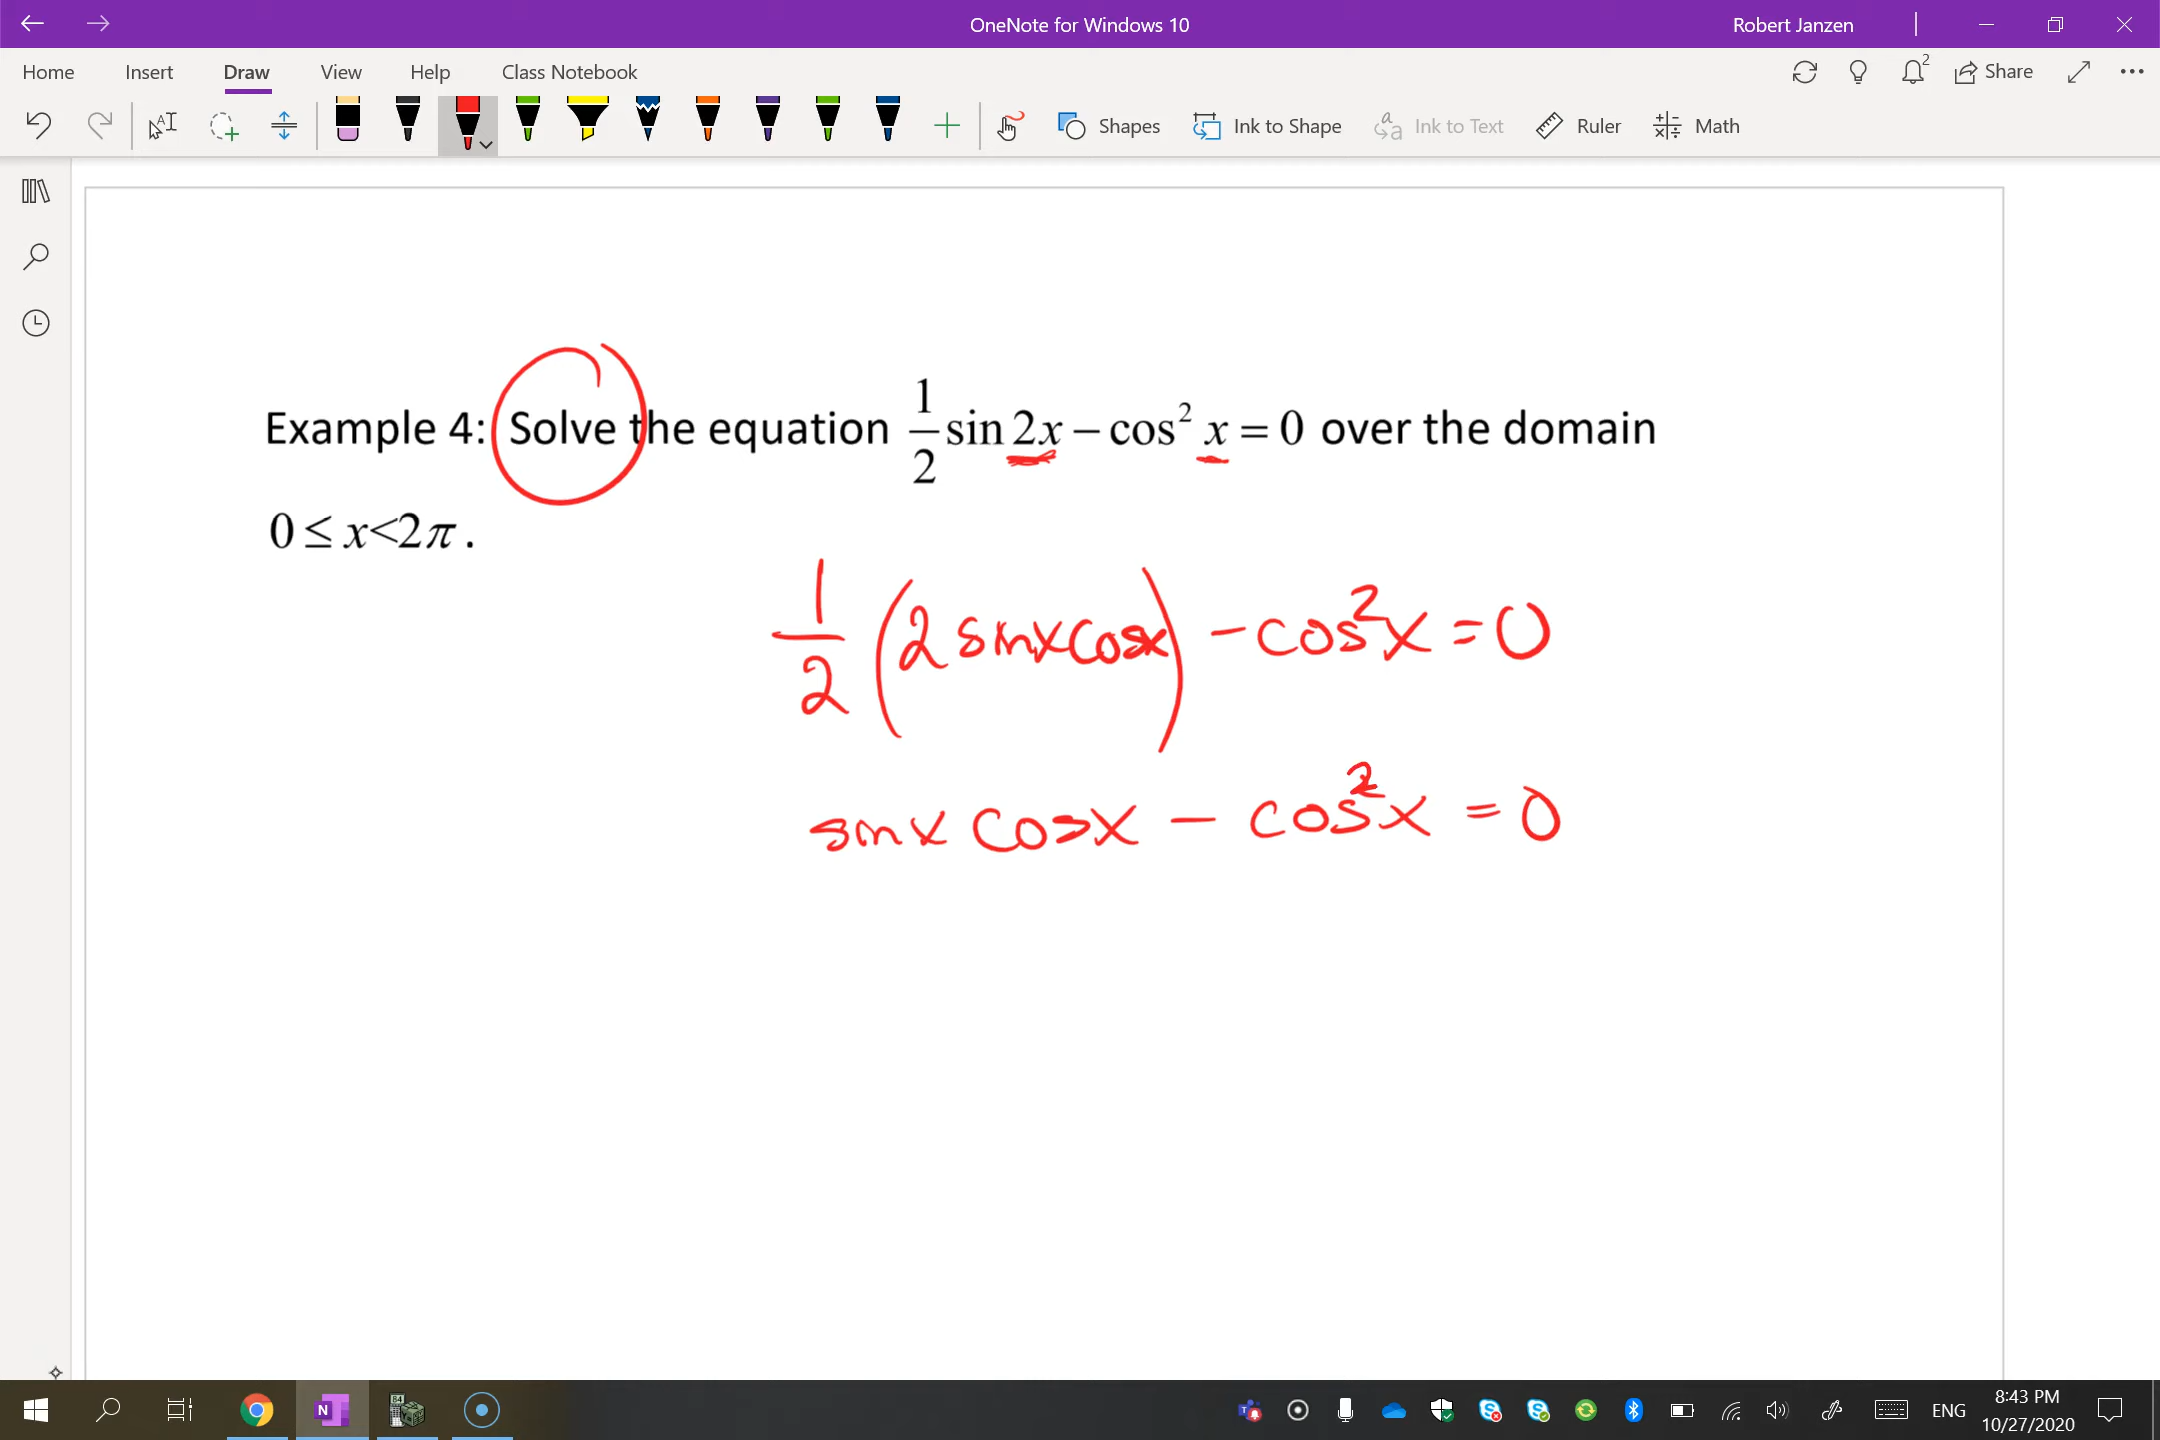 OneNote for Windows 10
Robert Janzen
Home Insert Draw View Help Class Notebook
2 Share
Shapes Ink to Shape Ink to Text Ruler Math
Example 4: Solve the equation 1/2 sin 2x − cos² x = 0 over the domain
0 ≤ x<2π .
1/2 (2 sinx cosx) − cos²x = 0
sinx cosx − cos²x = 0
ENG
8:43 PM
10/27/2020